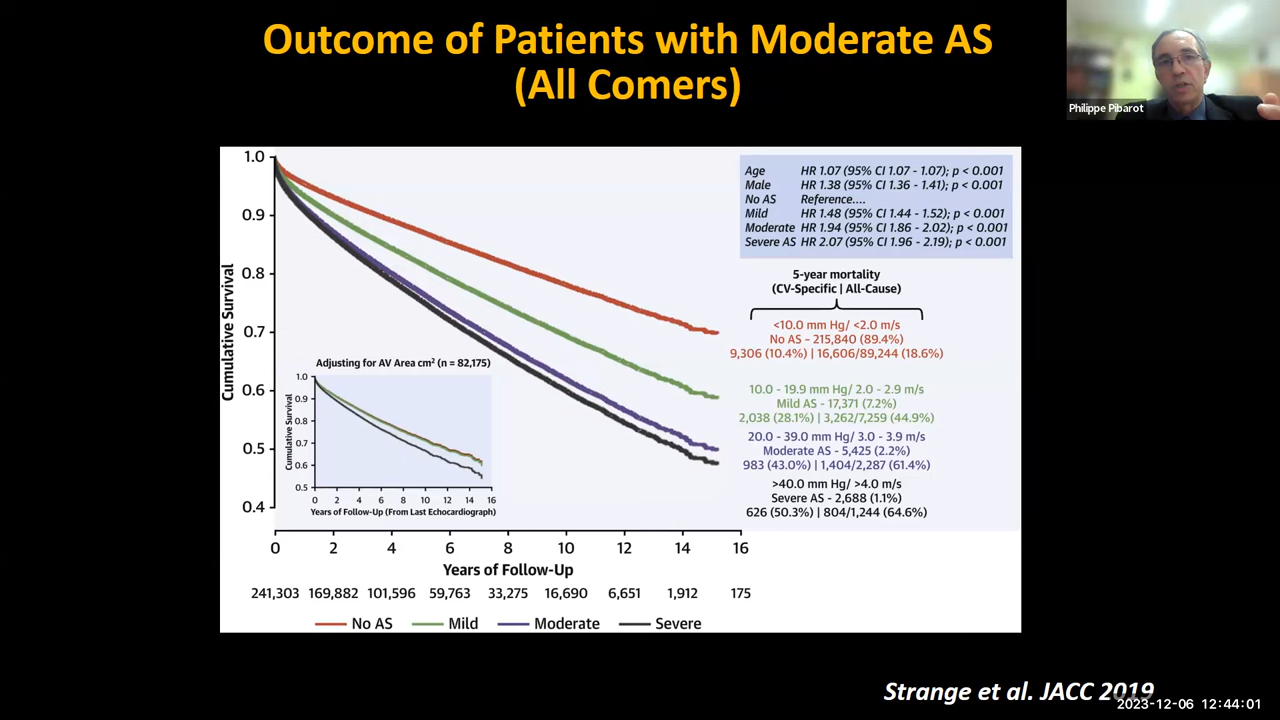 Outcome of Patients with Moderate AS
(All Comers)
Philippe Pibarot
1.0
0.9
0.8
0.7
0.6
0.5
0.4
Cumulative Survival
Age HR 1.07 (95% CI 1.07 - 1.07); p < 0.001
Male HR 1.38 (95% CI 1.36 - 1.41); p < 0.001
No AS Reference....
Mild HR 1.48 (95% CI 1.44 - 1.52); p < 0.001
Moderate HR 1.94 (95% CI 1.86 - 2.02); p < 0.001
Severe AS HR 2.07 (95% CI 1.96 - 2.19); p < 0.001
5-year mortality
(CV-Specific | All-Cause)
<10.0 mm Hg/ <2.0 m/s
No AS - 215,840 (89.4%)
9,306 (10.4%) | 16,606/89,244 (18.6%)
10.0 - 19.9 mm Hg/ 2.0 - 2.9 m/s
Mild AS - 17,371 (7.2%)
2,038 (28.1%) | 3,262/7,259 (44.9%)
20.0 - 39.0 mm Hg/ 3.0 - 3.9 m/s
Moderate AS - 5,425 (2.2%)
983 (43.0%) | 1,404/2,287 (61.4%)
>40.0 mm Hg/ >4.0 m/s
Severe AS - 2,688 (1.1%)
626 (50.3%) | 804/1,244 (64.6%)
Adjusting for AV Area cm² (n = 82,175)
1.0
0.9
0.8
0.7
0.6
0.5
Cumulative Survival
0 2 4 6 8 10 12 14 16
Years of Follow-Up (From Last Echocardiograph)
0 2 4 6 8 10 12 14 16
Years of Follow-Up
241,303 169,882 101,596 59,763 33,275 16,690 6,651 1,912 175
No AS Mild Moderate Severe
Strange et al. JACC 2019
2023-12-06 12:44:01